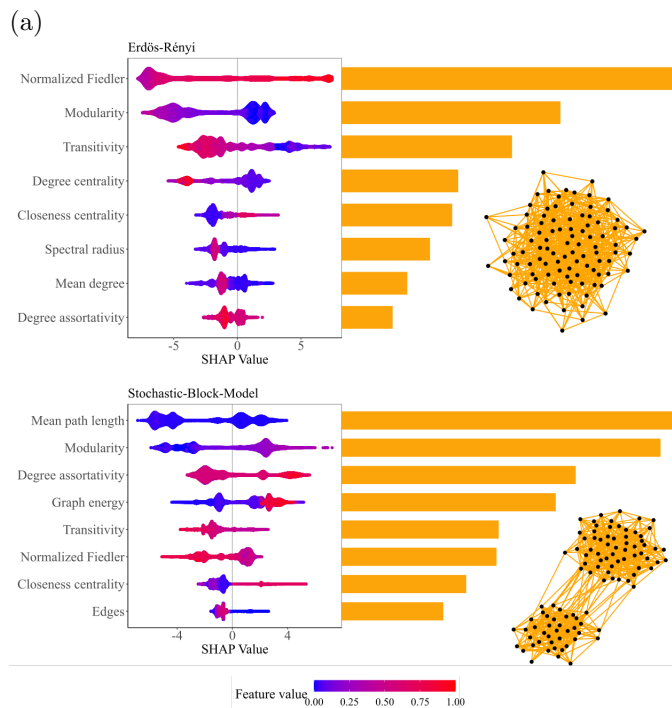 (a)
Erdös-Rényi
Normalized Fiedler
Modularity
Transitivity
Degree centrality
Closeness centrality
Spectral radius
Mean degree
Degree assortativity
-5 0 5
SHAP Value
Stochastic-Block-Model
Mean path length
Modularity
Degree assortativity
Graph energy
Transitivity
Normalized Fiedler
Closeness centrality
Edges
-4 0 4
SHAP Value
Feature value
0.00 0.25 0.50 0.75 1.00